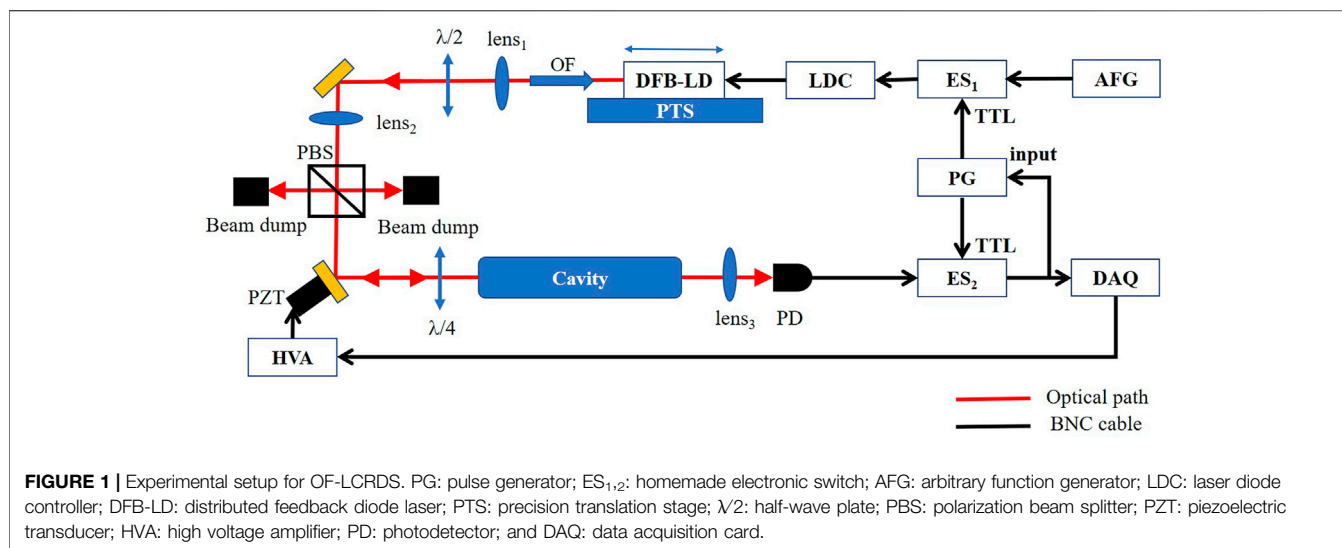 λ/2
lens₁
OF
DFB-LD
LDC
ES₁
AFG
PTS
TTL
lens₂
PBS
input
PG
Beam dump
Beam dump
TTL
Cavity
ES₂
DAQ
PZT
λ/4
lens₃
PD
HVA
Optical path
BNC cable
FIGURE 1 | Experimental setup for OF-LCRDS. PG: pulse generator; ES₁,₂: homemade electronic switch; AFG: arbitrary function generator; LDC: laser diode
controller; DFB-LD: distributed feedback diode laser; PTS: precision translation stage; λ/2: half-wave plate; PBS: polarization beam splitter; PZT: piezoelectric
transducer; HVA: high voltage amplifier; PD: photodetector; and DAQ: data acquisition card.